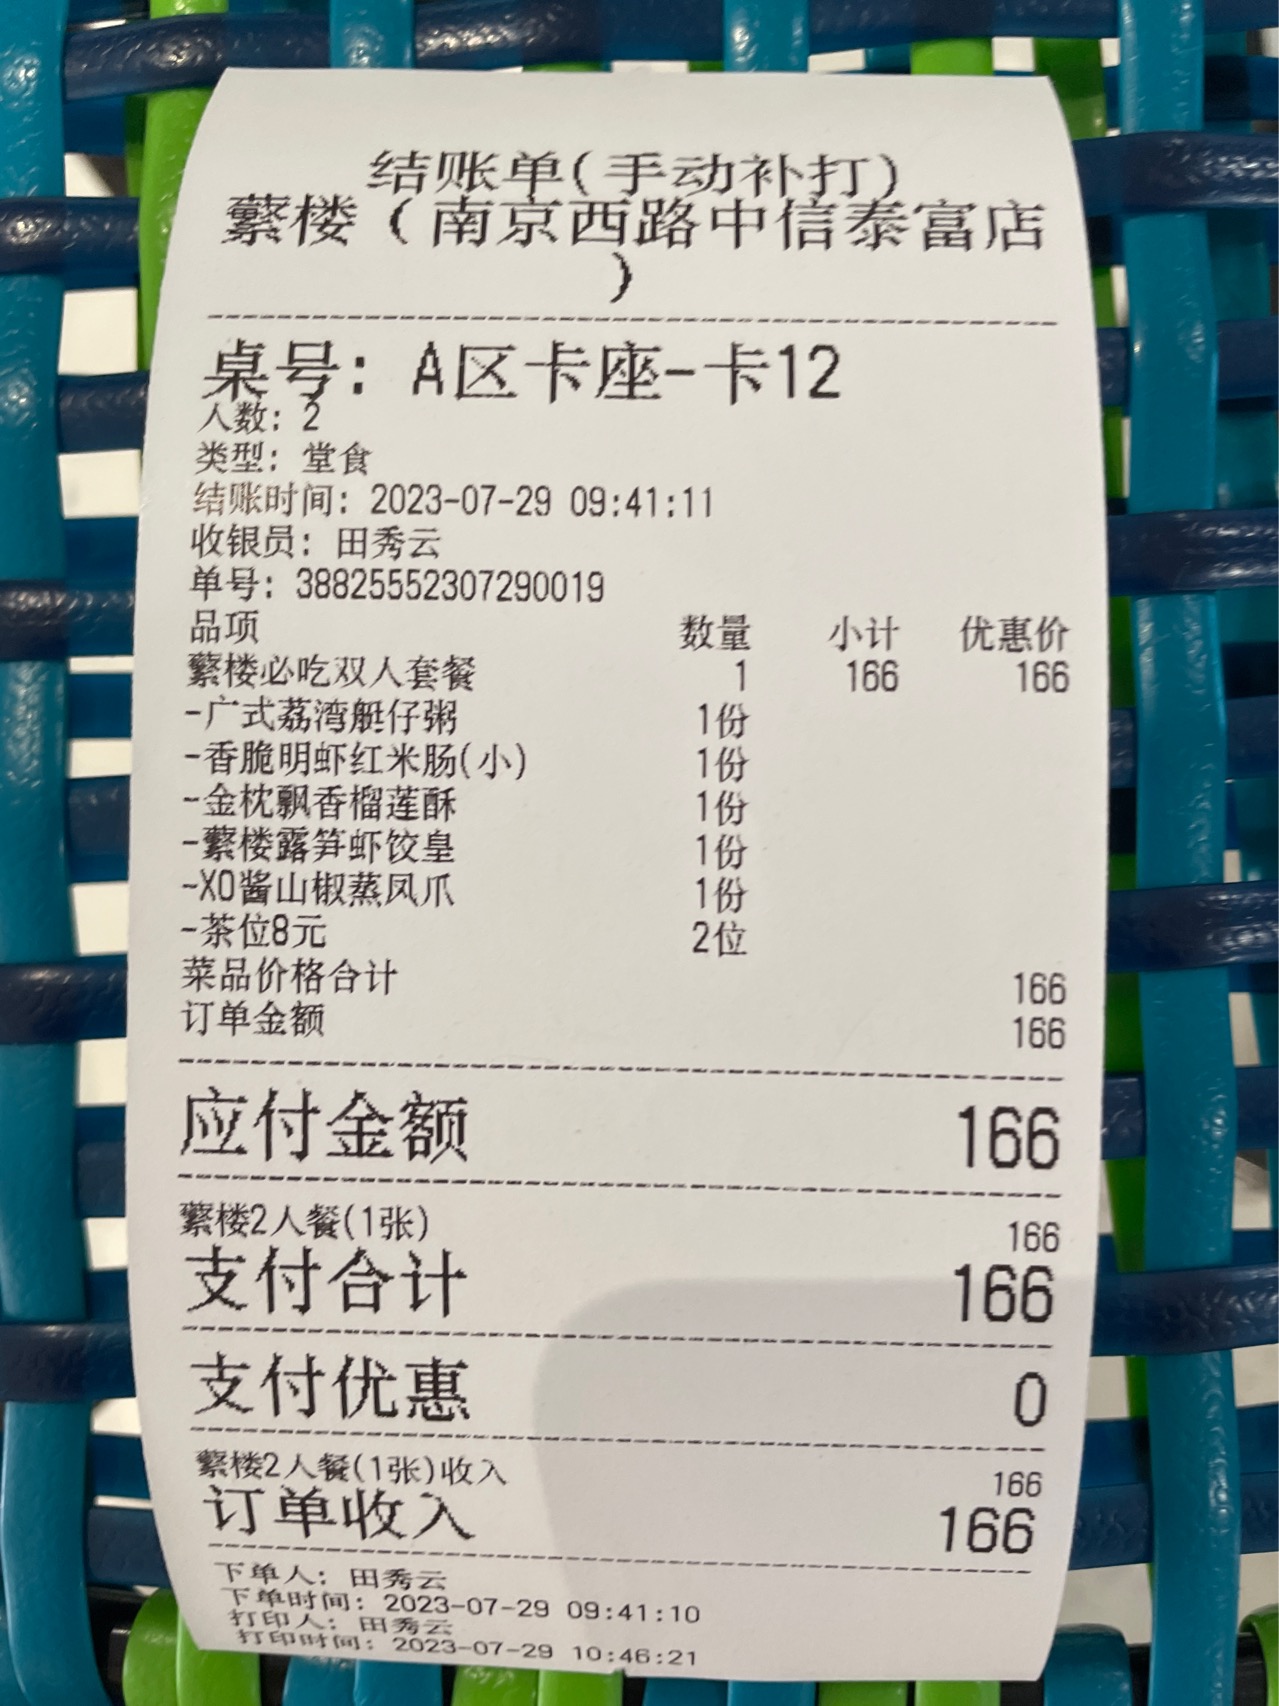 结账单(手动补打)
蘩楼(南京西路中信泰富店
)
桌号: A区卡座-卡12
人数: 2
类型: 堂食
结账时间: 2023-07-29 09:41:11
收银员: 田秀云
单号: 38825552307290019
品项 数量 小计 优惠价
蘩楼必吃双人套餐 1 166 166
-广式荔湾艇仔粥 1份
-香脆明虾红米肠(小) 1份
-金枕飘香榴莲酥 1份
-蘩楼露笋虾饺皇 1份
-XO酱山椒蒸凤爪 1份
-茶位8元 2位
菜品价格合计 166
订单金额 166
应付金额 166
蘩楼2人餐(1张) 166
支付合计 166
支付优惠 0
蘩楼2人餐(1张)收入 166
订单收入 166
下单人: 田秀云
下单时间: 2023-07-29 09:41:10
打印人: 田秀云
打印时间: 2023-07-29 10:46:21